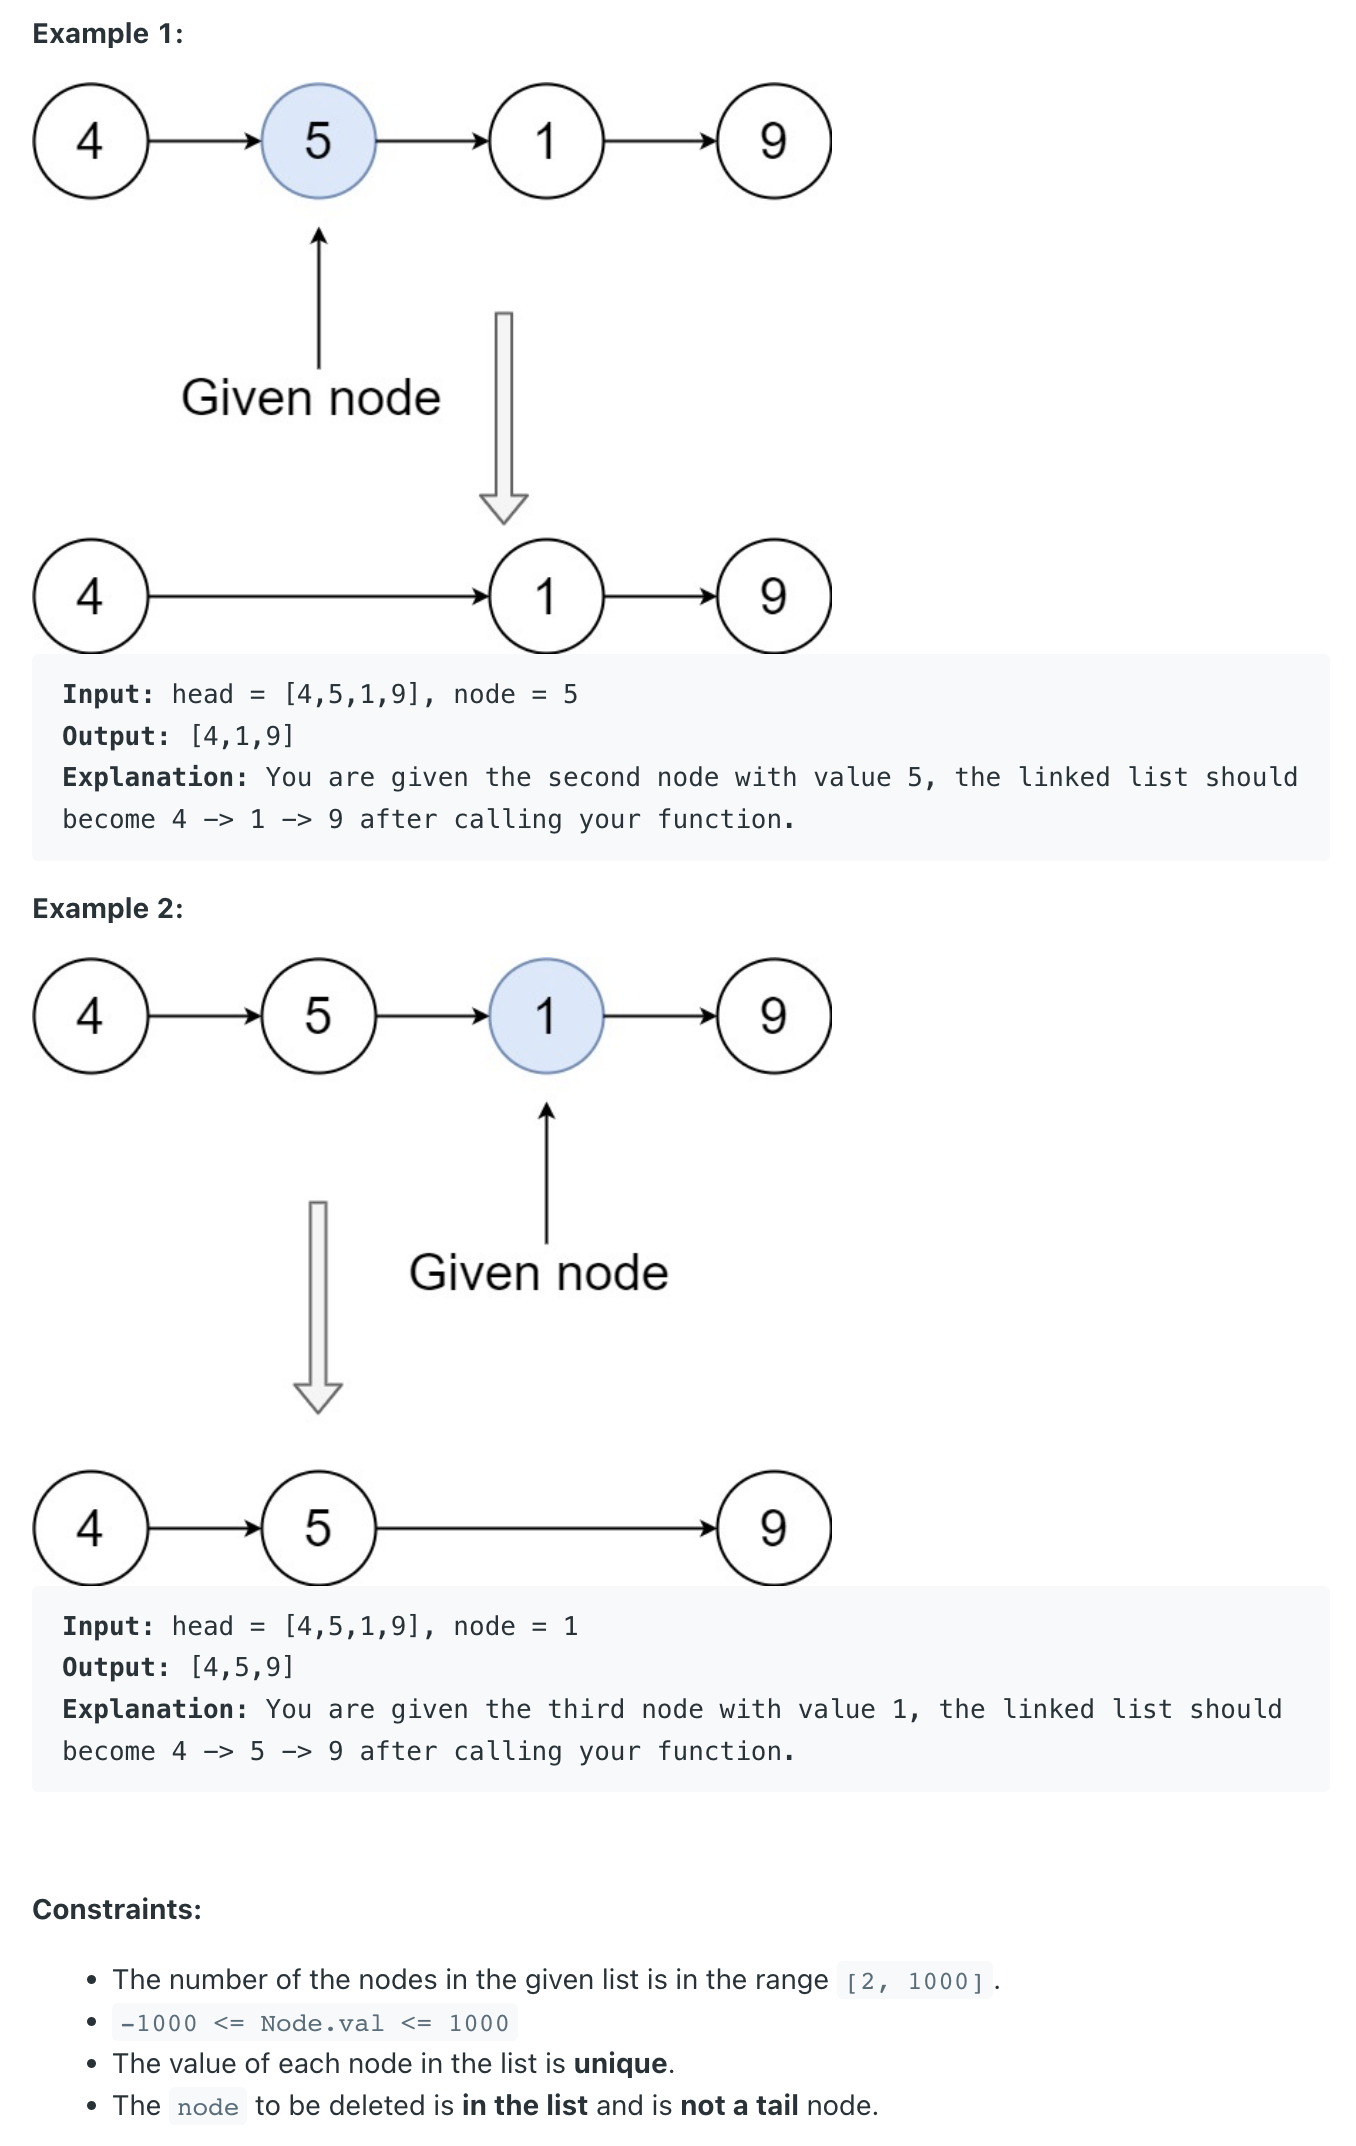 Example 1:
4 5 1 9
Given node
4 1 9
Input: head = [4,5,1,9], node = 5
Output: [4,1,9]
Explanation: You are given the second node with value 5, the linked list should
become 4 -> 1 -> 9 after calling your function.
Example 2:
4 5 1 9
Given node
4 5 9
Input: head = [4,5,1,9], node = 1
Output: [4,5,9]
Explanation: You are given the third node with value 1, the linked list should
become 4 -> 5 -> 9 after calling your function.
Constraints:
• The number of the nodes in the given list is in the range [2, 1000].
• -1000 <= Node.val <= 1000
• The value of each node in the list is unique.
• The node to be deleted is in the list and is not a tail node.